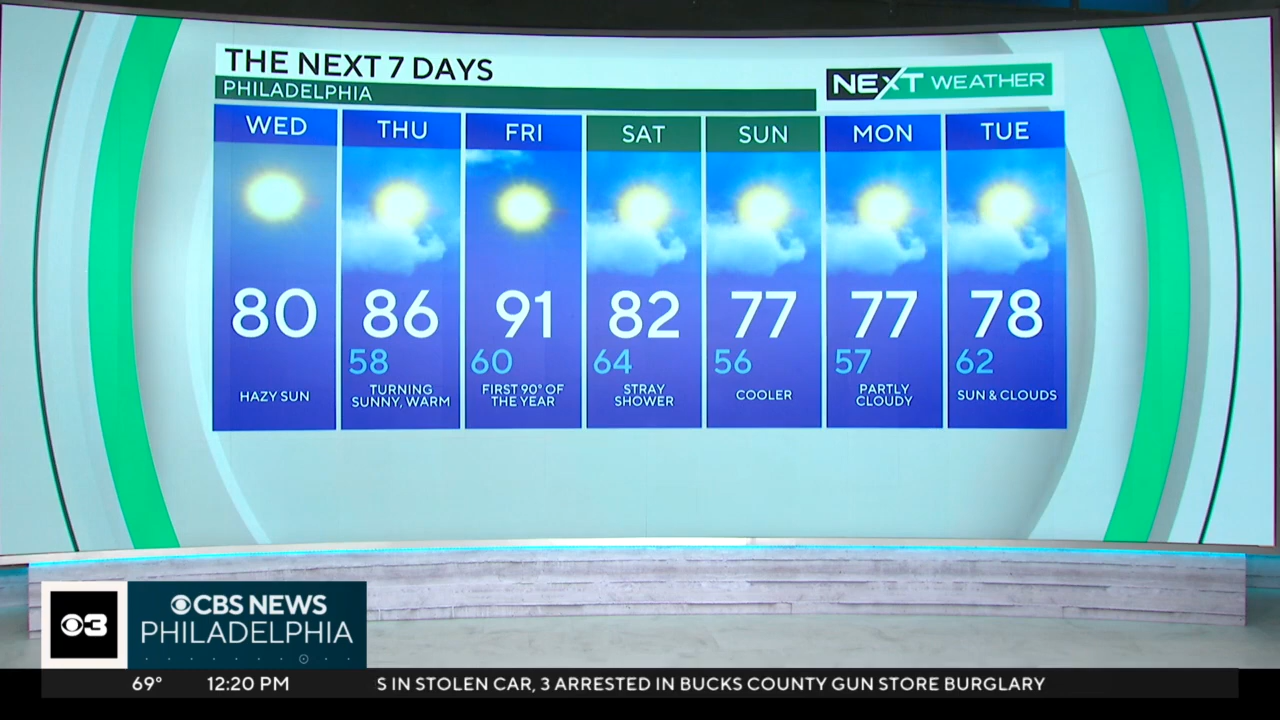 THE NEXT 7 DAYS
PHILADELPHIA
NEXT WEATHER
WED
THU
FRI
SAT
SUN
MON
TUE
80
86
91
82
77
77
78
58
60
64
56
57
62
HAZY SUN
TURNING
SUNNY, WARM
FIRST 90° OF
THE YEAR
STRAY
SHOWER
COOLER
PARTLY
CLOUDY
SUN & CLOUDS
3
CBS NEWS
PHILADELPHIA
69° 12:20 PM S IN STOLEN CAR, 3 ARRESTED IN BUCKS COUNTY GUN STORE BURGLARY